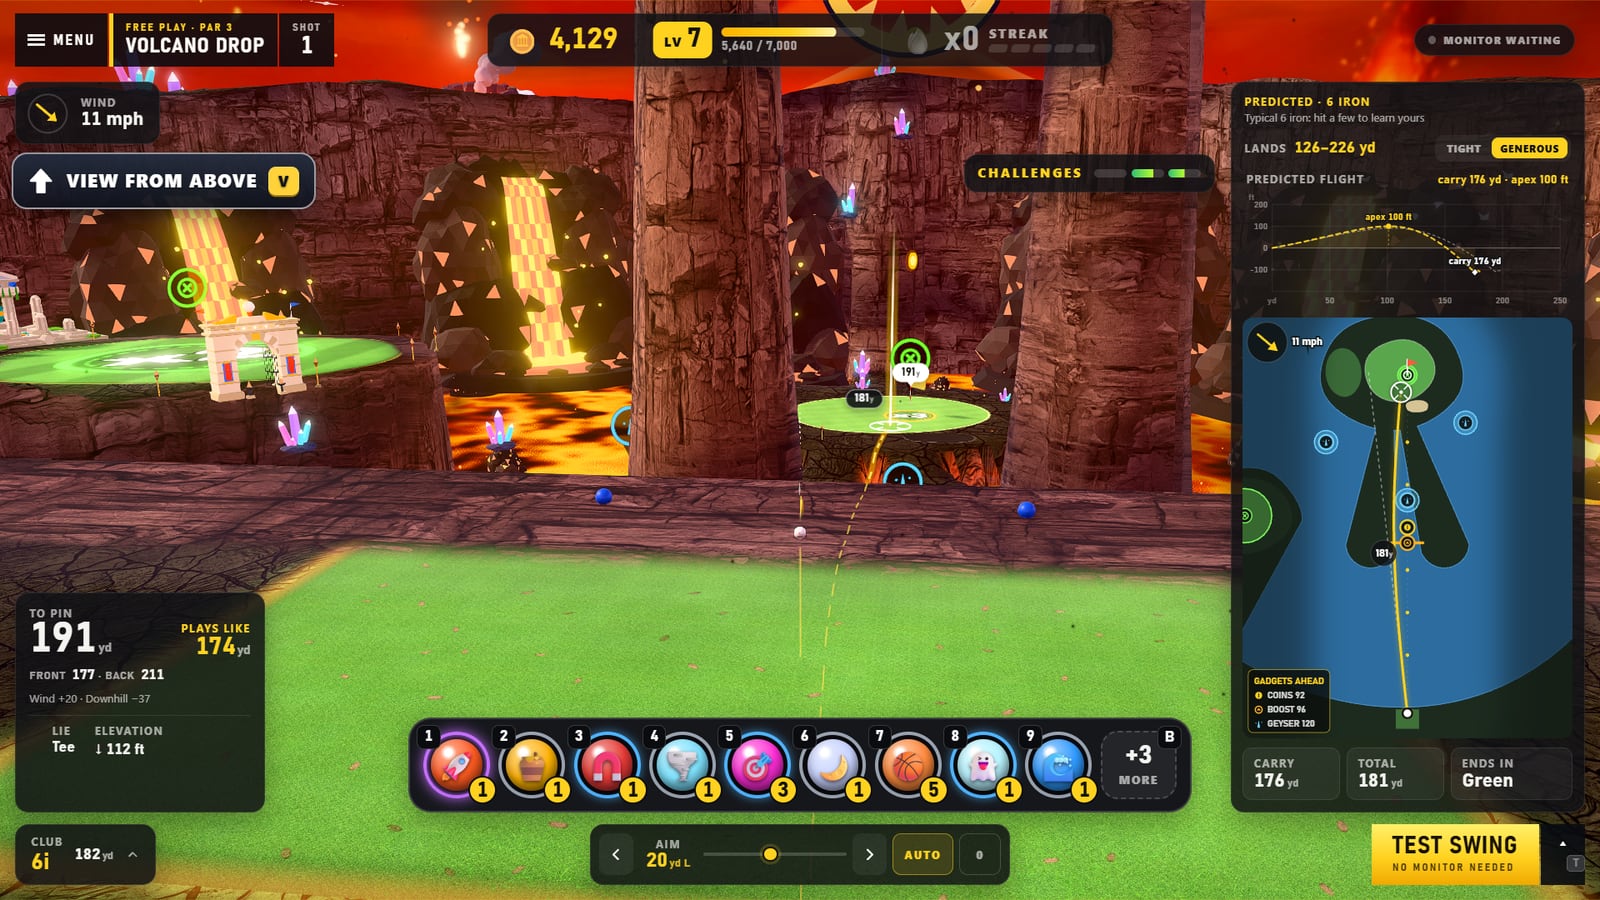 MENU
FREE PLAY · PAR 3
VOLCANO DROP
SHOT
1
4,129
LV 7
5,640 / 7,000
x0 STREAK
MONITOR WAITING
WIND
11 mph
VIEW FROM ABOVE V
CHALLENGES
191y
181y
PREDICTED · 6 IRON
Typical 6 iron: hit a few to learn yours
LANDS 126–226 yd
TIGHT GENEROUS
PREDICTED FLIGHT
carry 176 yd · apex 100 ft
ft
200
100
0
-100
apex 100 ft
carry 176 yd
yd 50 100 150 200 250
11 mph
181y
GADGETS AHEAD
COINS 92
BOOST 96
GEYSER 120
CARRY
176 yd
TOTAL
181 yd
ENDS IN
Green
TO PIN
191 yd
PLAYS LIKE
174 yd
FRONT 177 · BACK 211
Wind +20 · Downhill −37
LIE
Tee
ELEVATION
↓ 112 ft
1 2 3 4 5 6 7 8 9 B
1 1 1 1 3 1 5 1 1
+3
MORE
CLUB
6i
182 yd
AIM
20 yd L
AUTO
0
TEST SWING
NO MONITOR NEEDED
T